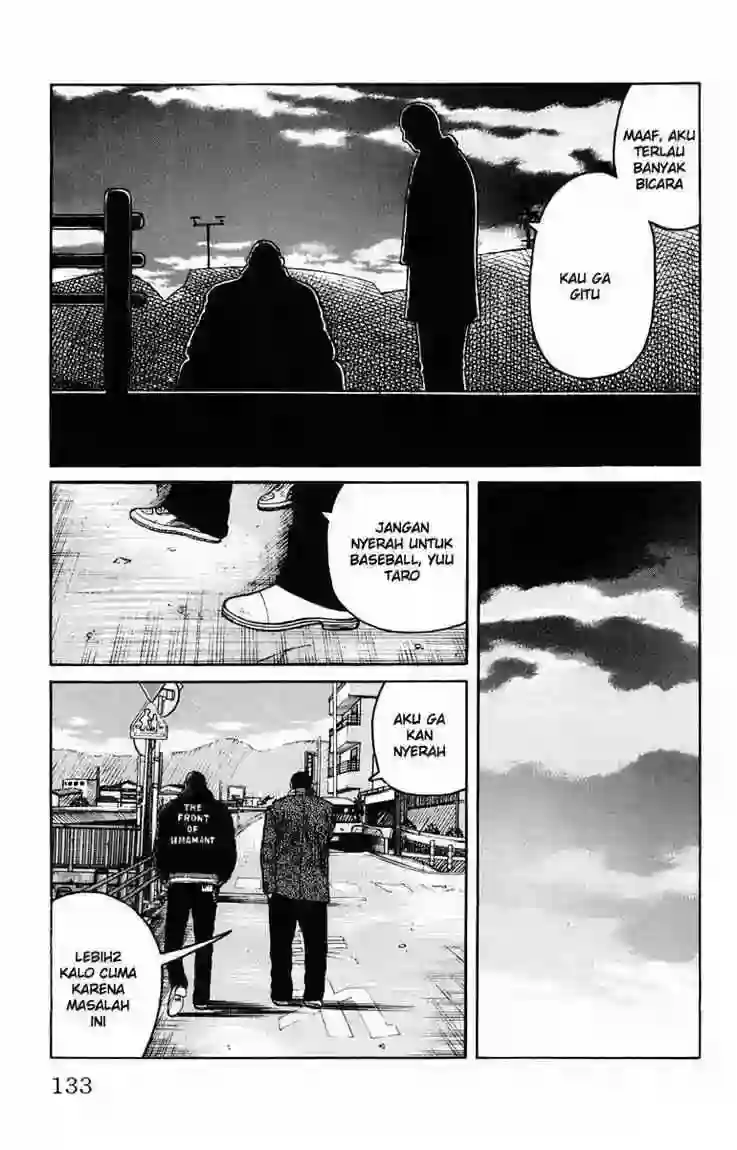 MAAF, AKU
TERLAU
BANYAK
BICARA
KAU GA
GITU
JANGAN
NYERAH UNTUK
BASEBALL, YUU
TARO
AKU GA
KAN
NYERAH
THE
FRONT
OF
LEBIH2
KALO CUMA
KARENA
MASALAH
INI
133